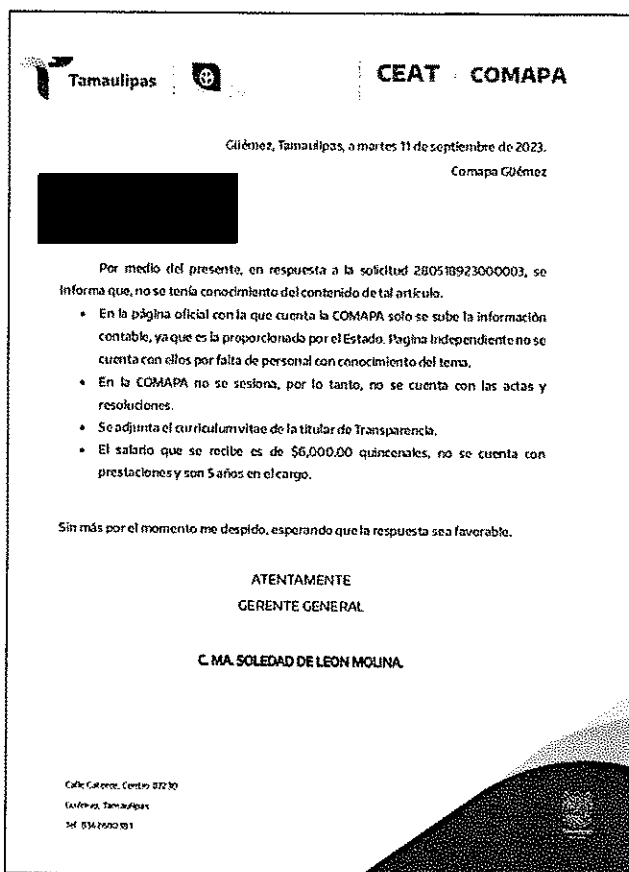 Tamaulipas
CEAT COMAPA
Güémez, Tamaulipas, a martes 11 de septiembre de 2023.
Comapa Güémez
Por medio del presente, en respuesta a la solicitud 280518923000003, se
informa que, no se tenía conocimiento del contenido de tal artículo.
• En la página oficial con la que cuenta la COMAPA solo se sube la información
contable, ya que es la proporcionada por el Estado. Pagina Independiente no se
cuenta con ellos por falta de personal con conocimiento del tema.
• En la COMAPA no se sesiona, por lo tanto, no se cuenta con las actas y
resoluciones.
• Se adjunta el curriculum vitae de la titular de Transparencia.
• El salario que se recibe es de $6,000.00 quincenales, no se cuenta con
prestaciones y son 5 años en el cargo.
Sin más por el momento me despido, esperando que la respuesta sea favorable.
ATENTAMENTE
GERENTE GENERAL
C. MA. SOLEDAD DE LEON MOLINA.
Centro 87230
Güémez, Tamaulipas